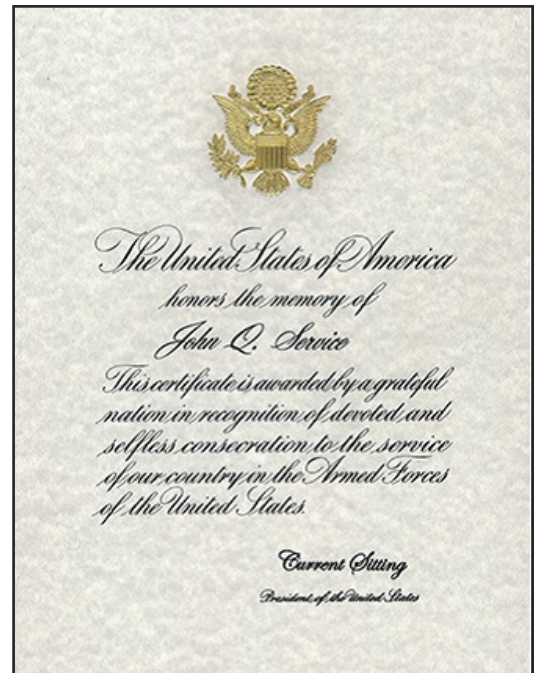 The United States of America
honors the memory of
John Q. Service
This certificate is awarded by a grateful
nation in recognition of devoted and
selfless consecration to the service
of our country in the Armed Forces
of the United States.
Current Sitting
President of the United States